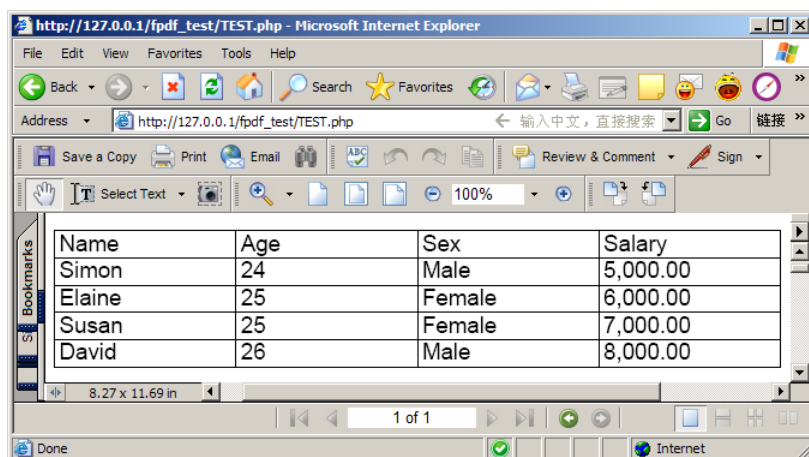 http://127.0.0.1/fpdf_test/TEST.php - Microsoft Internet Explorer
File Edit View Favorites Tools Help
Back Search Favorites »
Address http://127.0.0.1/fpdf_test/TEST.php ← 输入中文，直接搜索 Go 链接 »
Save a Copy Print Email ABC Review & Comment Sign
T Select Text 100%
Bookmarks
Name Age Sex Salary
Simon 24 Male 5,000.00
Elaine 25 Female 6,000.00
Susan 25 Female 7,000.00
David 26 Male 8,000.00
8.27 x 11.69 in
1 of 1
Done Internet